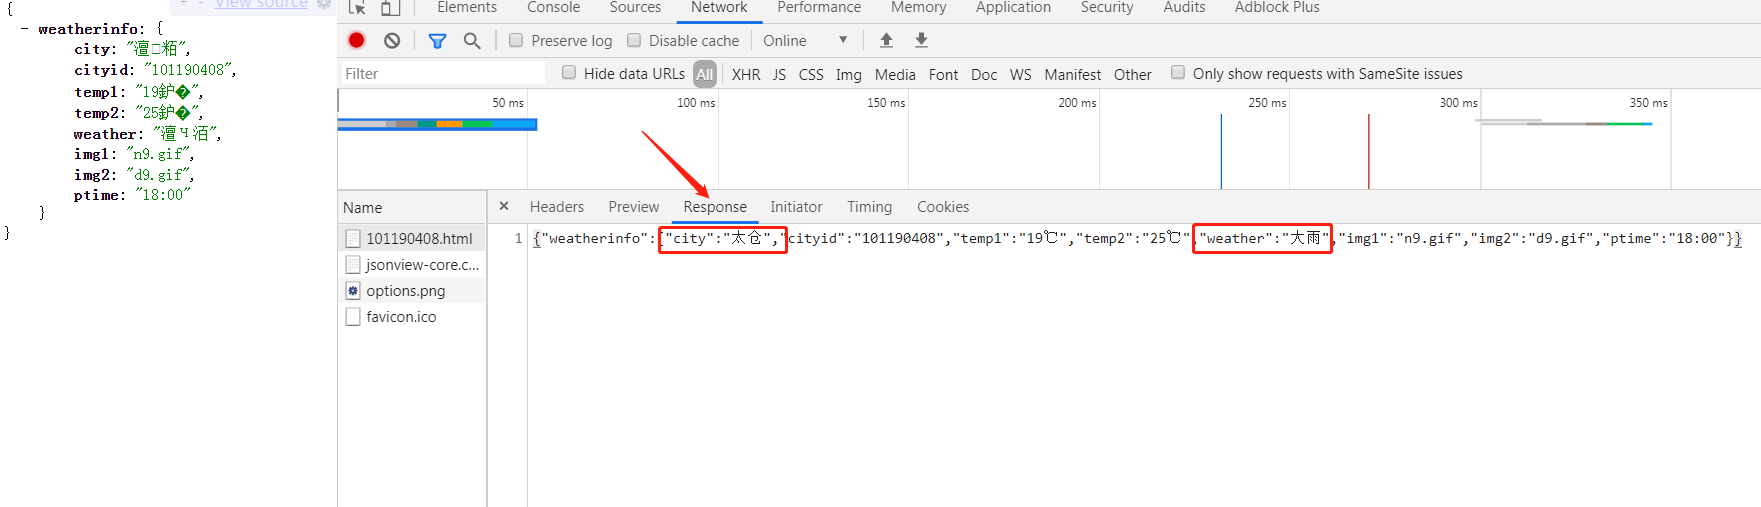 {
+ - View source
- weatherinfo: {
city: "澶粨",
cityid: "101190408",
temp1: "19鈩�",
temp2: "25鈩�",
weather: "澶ч洦",
img1: "n9.gif",
img2: "d9.gif",
ptime: "18:00"
}
}
Elements Console Sources Network Performance Memory Application Security Audits Adblock Plus
Preserve log Disable cache Online
Filter Hide data URLs All XHR JS CSS Img Media Font Doc WS Manifest Other Only show requests with SameSite issues
50 ms 100 ms 150 ms 200 ms 250 ms 300 ms 350 ms
Name × Headers Preview Response Initiator Timing Cookies
101190408.html
jsonview-core.c...
options.png
favicon.ico
1 {"weatherinfo":{"city":"太仓","cityid":"101190408","temp1":"19℃","temp2":"25℃","weather":"大雨","img1":"n9.gif","img2":"d9.gif","ptime":"18:00"}}